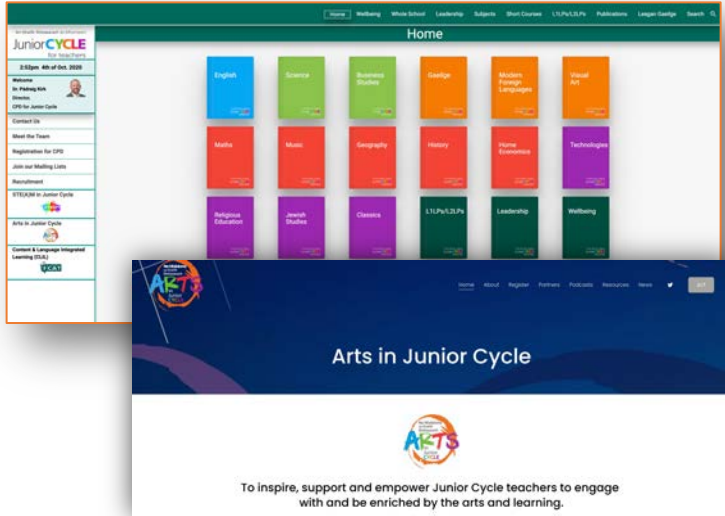 Home Wellbeing Whole School Leadership Subjects Short Courses L1LPs/L2LPs Publications Leagan Gaeilge Search
Home
JuniorCYCLE
for teachers
2:52pm 4th of Oct. 2020
Welcome
Dr. Pádraig Kirk
Director,
CPD for Junior Cycle
Contact Us
Meet the Team
Registration for CPD
Join our Mailing Lists
Recruitment
STE(A)M in Junior Cycle
Arts in Junior Cycle
Content & Language Integrated
Learning (CLIL)
English
Science
Business
Studies
Gaeilge
Modern
Foreign
Languages
Visual
Art
Maths
Music
Geography
History
Home
Economics
Technologies
Religious
Education
Jewish
Studies
Classics
L1LPs/L2LPs
Leadership
Wellbeing
ARTS
in
Junior
CYCLE
Home About Register Partners Podcasts Resources News
Arts in Junior Cycle
ARTS
in
Junior
CYCLE
To inspire, support and empower Junior Cycle teachers to engage
with and be enriched by the arts and learning.